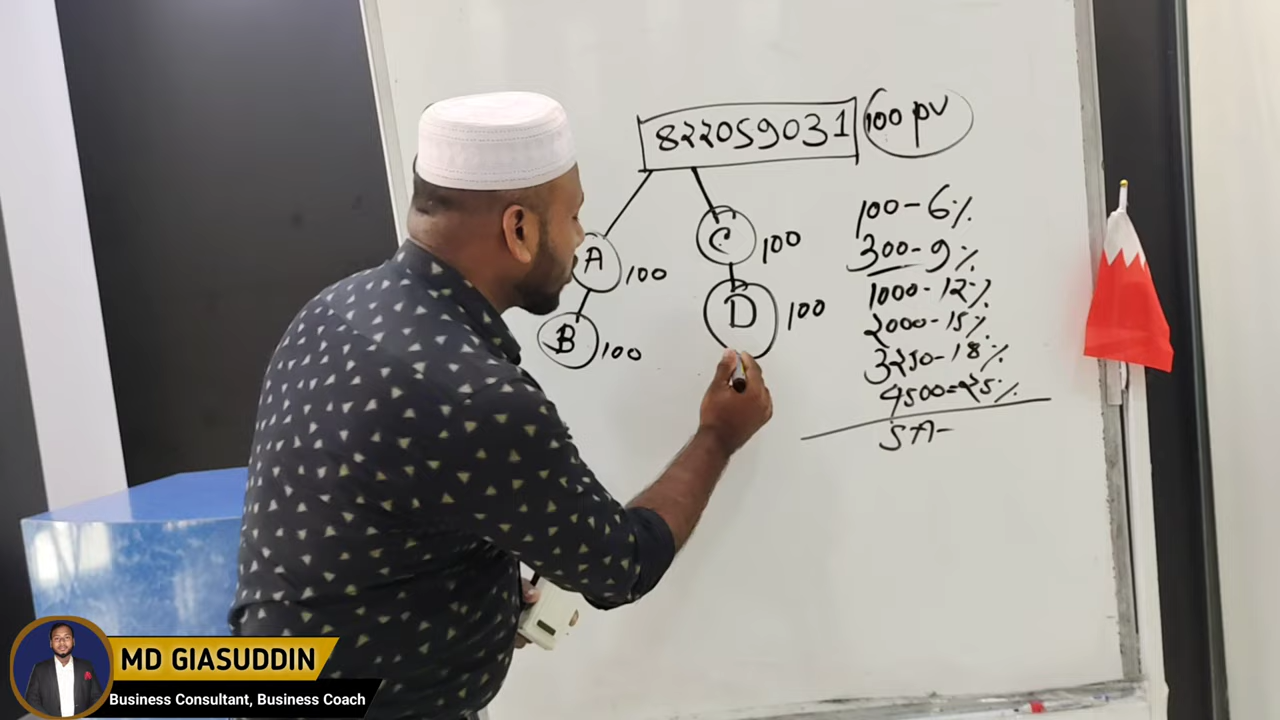 822059031 100 pv
A 100
B 100
C 100
D 100
100-6%
300-9%
1000-12%
2000-15%
3250-18%
4500-25%
SA-
MD GIASUDDIN
Business Consultant, Business Coach